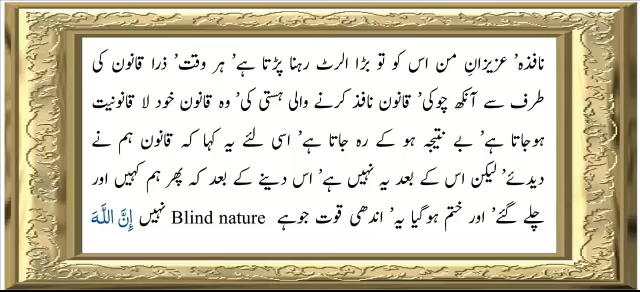 نافذہ’ عزیزانِ من اس کو تو بڑا الرٹ رہنا پڑتا ہے’ ہر وقت’ ذرا قانون کی
طرف سے آنکھ چوکی’ قانون نافذ کرنے والی ہستی کی’ وہ قانون خود لا قانونیت
ہوجاتا ہے’ بے نتیجہ ہو کے رہ جاتا ہے’ اسی لئے یہ کہا کہ قانون ہم نے
دیدئے’ لیکن اس کے بعد یہ نہیں ہے’ اس دینے کے بعد کہ پھر ہم کہیں اور
چلے گئے’ اور ختم ہوگیا یہ’ اندھی قوت جوہے Blind nature نہیں إِنَّ اللَّهَ